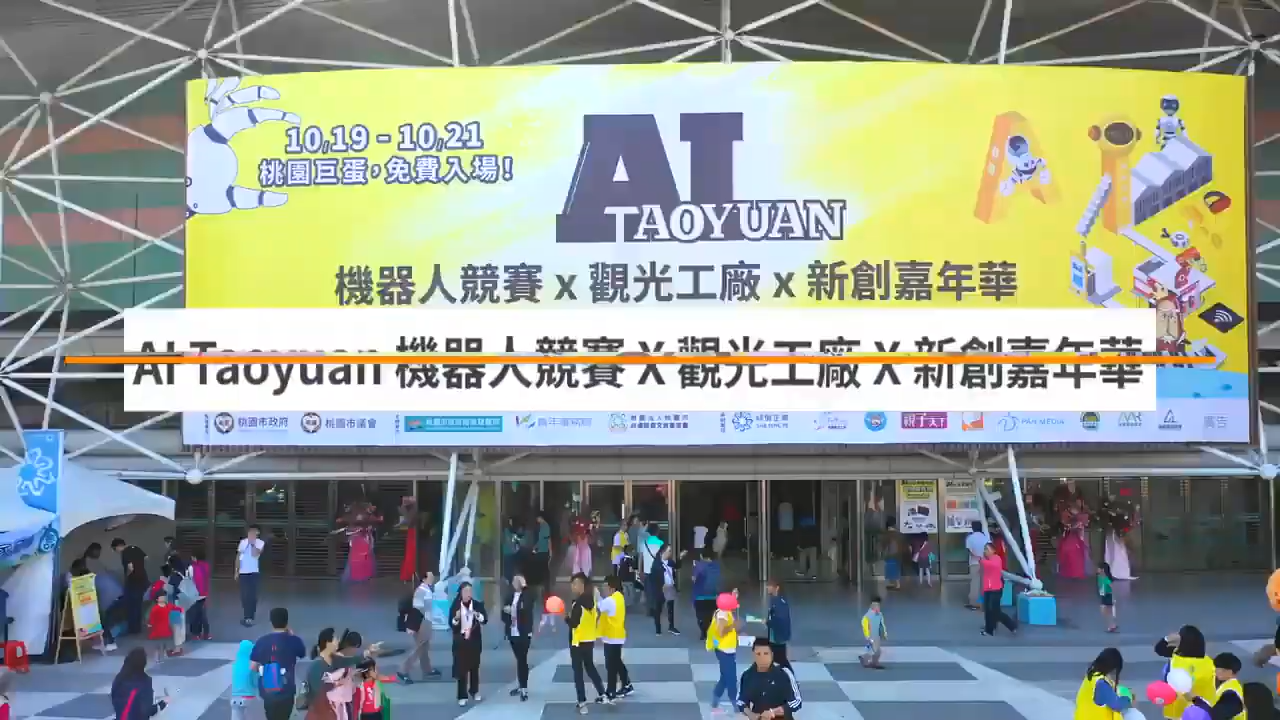 10.19 - 10.21
桃園巨蛋，免費入場！
AI
TAOYUAN
機器人競賽 x 觀光工廠 x 新創嘉年華
AI Taoyuan 機器人競賽 X 觀光工廠 X 新創嘉年華
桃園市政府
桃園市議會
親子天下
PAN MEDIA
廣告